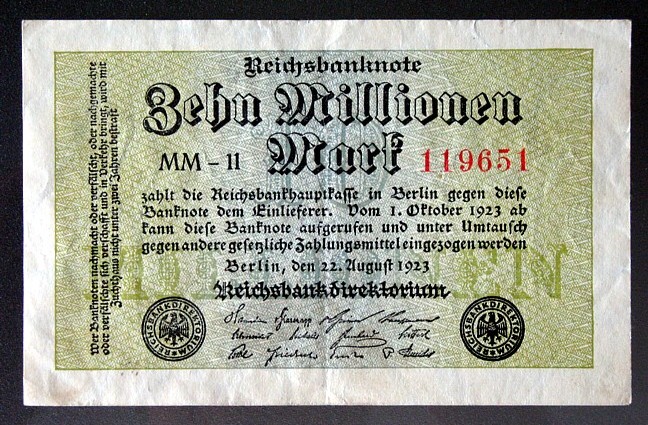 Reichsbanknote
Zehn Millionen
MM-11 Mark 119651
zahlt die Reichsbankhauptkasse in Berlin gegen diese
Banknote dem Einlieferer. Vom 1. Oktober 1923 ab
kann diese Banknote aufgerufen und unter Umtausch
gegen andere gesetzliche Zahlungsmittel eingezogen werden
Berlin, den 22. August 1923
Reichsbankdirektorium
Wer Banknoten nachmacht oder verfälscht, oder nachgemachte
oder verfälschte sich verschafft und in Verkehr bringt, wird mit
Zuchthaus nicht unter zwei Jahren bestraft
REICHSBANKDIREKTORIUM
REICHSBANKDIREKTORIUM